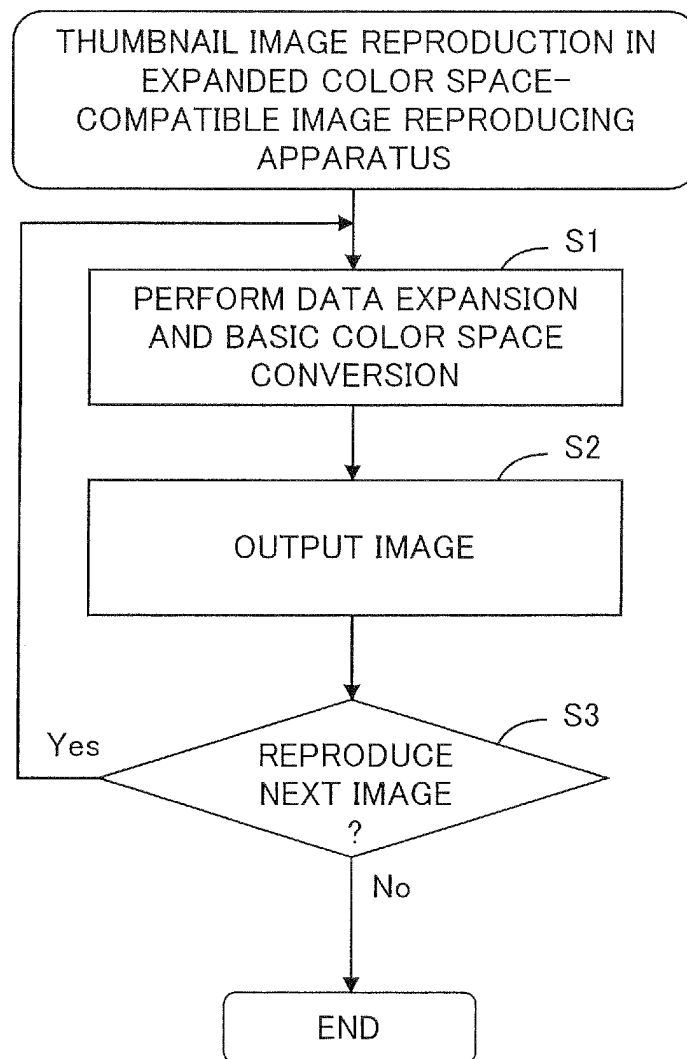 THUMBNAIL IMAGE REPRODUCTION IN
EXPANDED COLOR SPACE-
COMPATIBLE IMAGE REPRODUCING
APPARATUS
S1
PERFORM DATA EXPANSION
AND BASIC COLOR SPACE
CONVERSION
S2
OUTPUT IMAGE
S3
Yes
REPRODUCE
NEXT IMAGE
?
No
END